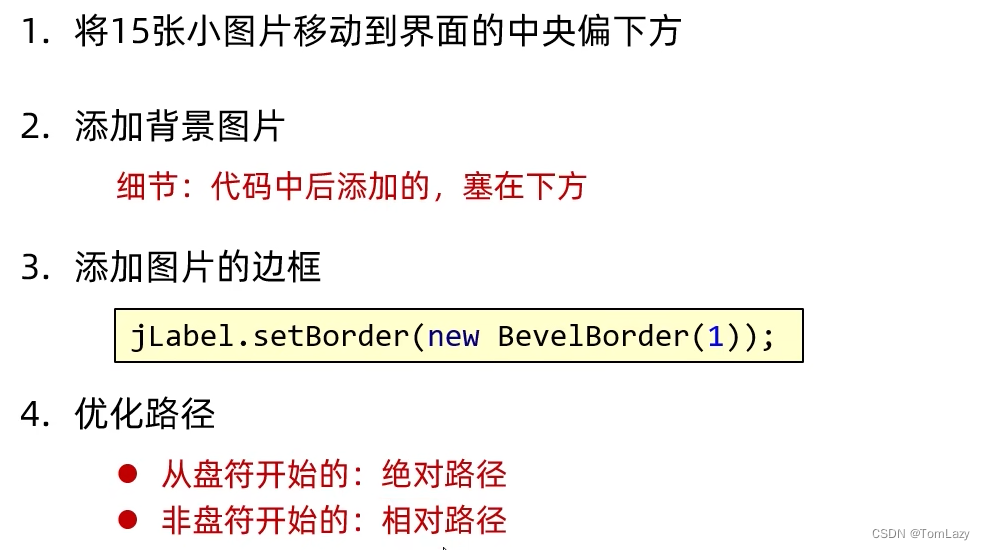 1. 将15张小图片移动到界面的中央偏下方
2. 添加背景图片
细节：代码中后添加的，塞在下方
3. 添加图片的边框
jLabel.setBorder(new BevelBorder(1));
4. 优化路径
● 从盘符开始的：绝对路径
● 非盘符开始的：相对路径
CSDN @TomLazy